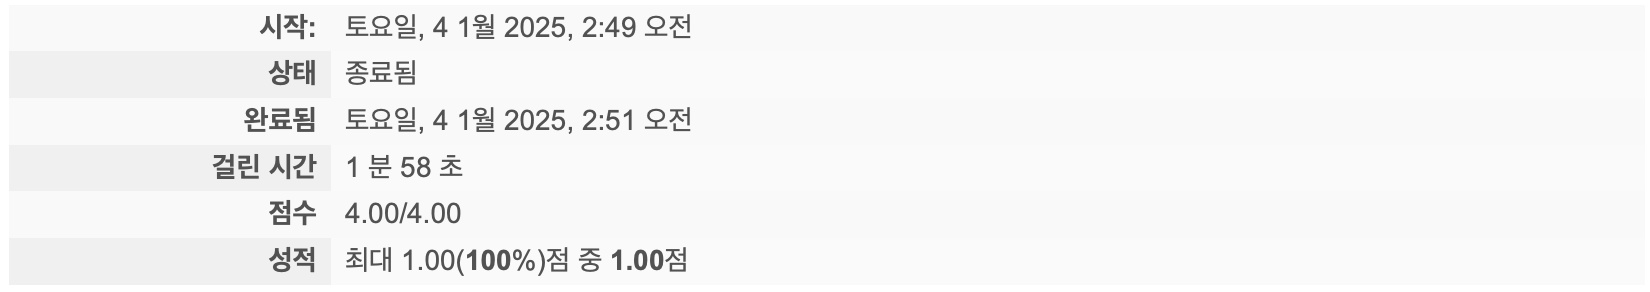 시작: 토요일, 4 1월 2025, 2:49 오전
상태 종료됨
완료됨 토요일, 4 1월 2025, 2:51 오전
걸린 시간 1 분 58 초
점수 4.00/4.00
성적 최대 1.00(100%)점 중 1.00점